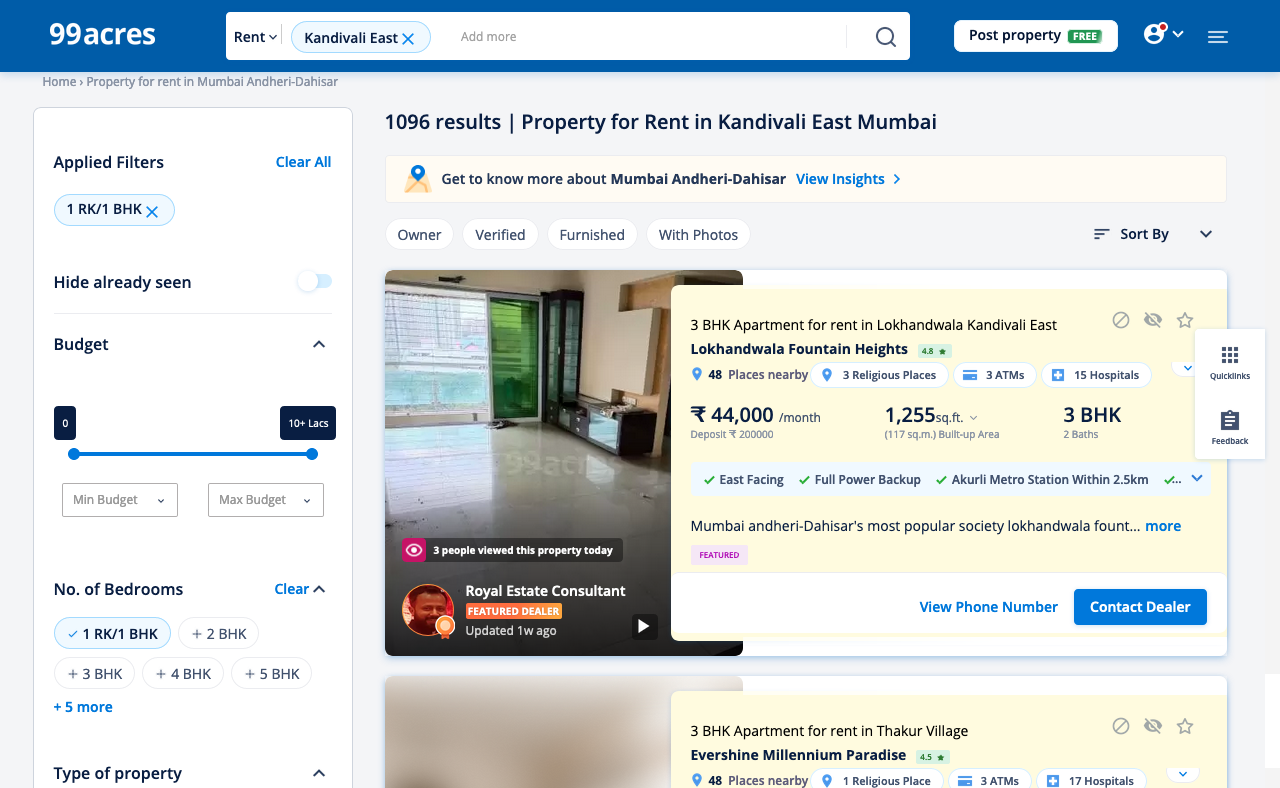 99acres
Rent
Kandivali East
Add more
Post property FREE
Home › Property for rent in Mumbai Andheri-Dahisar
Applied Filters
Clear All
1 RK/1 BHK
Hide already seen
Budget
0
10+ Lacs
Min Budget
Max Budget
No. of Bedrooms
Clear
1 RK/1 BHK
+ 2 BHK
+ 3 BHK
+ 4 BHK
+ 5 BHK
+ 5 more
Type of property
1096 results | Property for Rent in Kandivali East Mumbai
Get to know more about Mumbai Andheri-Dahisar View Insights
Owner
Verified
Furnished
With Photos
Sort By
99acres
3 people viewed this property today
Royal Estate Consultant
FEATURED DEALER
Updated 1w ago
3 BHK Apartment for rent in Lokhandwala Kandivali East
Lokhandwala Fountain Heights 4.8 ★
48 Places nearby 3 Religious Places 3 ATMs 15 Hospitals
₹ 44,000 /month 1,255sq.ft. 3 BHK
Deposit ₹ 200000 (117 sq.m.) Built-up Area 2 Baths
East Facing Full Power Backup Akurli Metro Station Within 2.5km ...
Mumbai andheri-Dahisar's most popular society lokhandwala fount... more
FEATURED
View Phone Number
Contact Dealer
Quicklinks
Feedback
3 BHK Apartment for rent in Thakur Village
Evershine Millennium Paradise 4.5 ★
48 Places nearby 1 Religious Place 3 ATMs 17 Hospitals